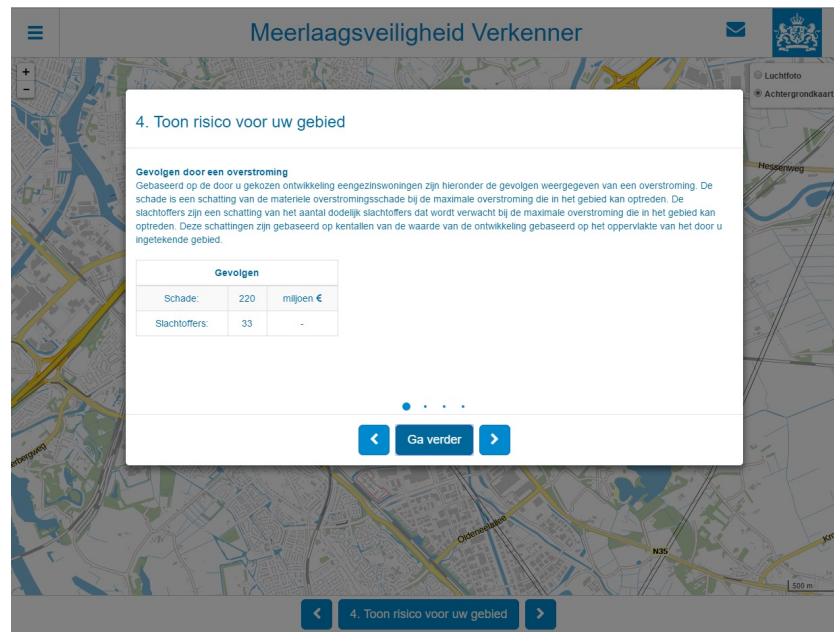 Meerlaagsveiligheid Verkenner
+
-
Luchtfoto
Achtergrondkaart
4. Toon risico voor uw gebied
Hessenweg
Gevolgen door een overstroming
Gebaseerd op de door u gekozen ontwikkeling eengezinswoningen zijn hieronder de gevolgen weergegeven van een overstroming. De
schade is een schatting van de materiele overstromingsschade bij de maximale overstroming die in het gebied kan optreden. De
slachtoffers zijn een schatting van het aantal dodelijk slachtoffers dat wordt verwacht bij de maximale overstroming die in het gebied kan
optreden. Deze schattingen zijn gebaseerd op kentallen van de waarde van de ontwikkeling gebaseerd op het oppervlakte van het door u
ingetekende gebied.
Gevolgen
Schade: 220 miljoen €
Slachtoffers: 33 -
Ga verder
Oldeneelallee
N35
500 m
4. Toon risico voor uw gebied